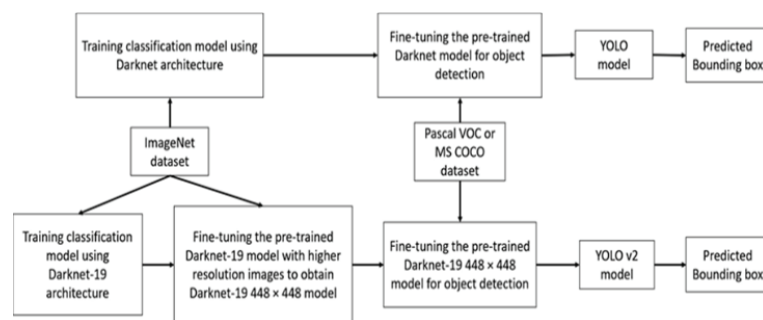 Training classification model using
Darknet architecture
Fine-tuning the pre-trained
Darknet model for object
detection
YOLO
model
Predicted
Bounding box
ImageNet
dataset
Pascal VOC or
MS COCO
dataset
Training classification
model using
Darknet-19
architecture
Fine-tuning the pre-trained
Darknet-19 model with higher
resolution images to obtain
Darknet-19 448 × 448 model
Fine-tuning the pre-trained
Darknet-19 448 × 448
model for object detection
YOLO v2
model
Predicted
Bounding box